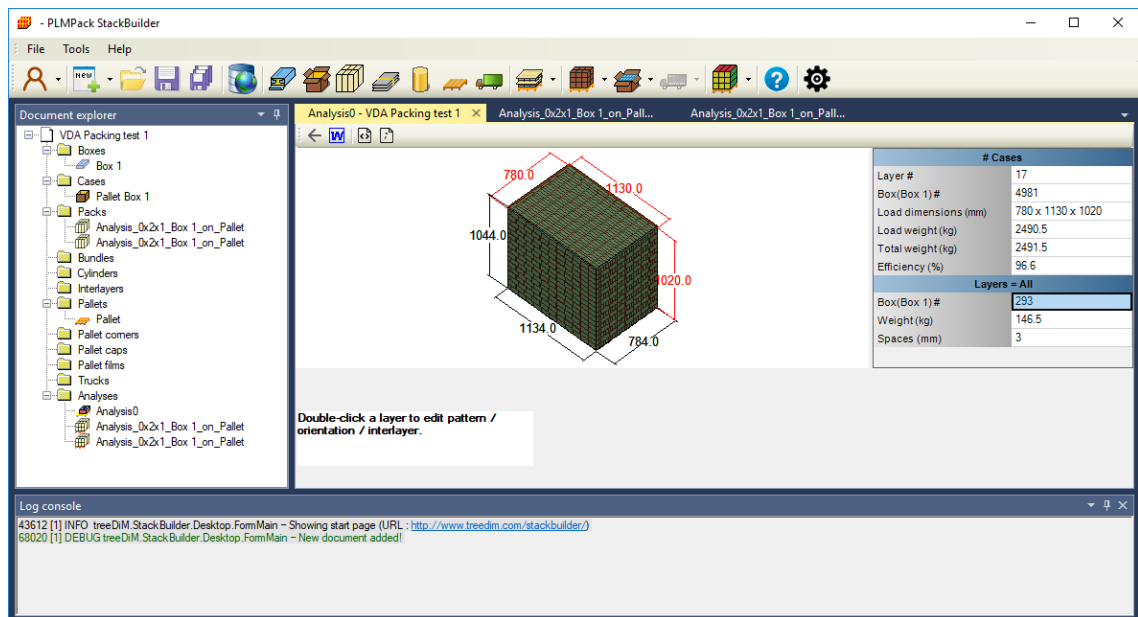 - PLMPack StackBuilder
File Tools Help
NEW
Document explorer
VDA Packing test 1
Boxes
Box 1
Cases
Pallet Box 1
Packs
Analysis_0x2x1_Box 1_on_Pallet
Analysis_0x2x1_Box 1_on_Pallet
Bundles
Cylinders
Interlayers
Pallets
Pallet
Pallet corners
Pallet caps
Pallet films
Trucks
Analyses
Analysis0
Analysis_0x2x1_Box 1_on_Pallet
Analysis_0x2x1_Box 1_on_Pallet
Analysis0 - VDA Packing test 1 Analysis_0x2x1_Box 1_on_Pall... Analysis_0x2x1_Box 1_on_Pall...
W
780.0
1130.0
1044.0
1020.0
1134.0
784.0
# Cases
Layer # 17
Box(Box 1) # 4981
Load dimensions (mm) 780 x 1130 x 1020
Load weight (kg) 2490.5
Total weight (kg) 2491.5
Efficiency (%) 96.6
Layers = All
Box(Box 1) # 293
Weight (kg) 146.5
Spaces (mm) 3
Double-click a layer to edit pattern /
orientation / interlayer.
Log console
43612 [1] INFO treeDiM.StackBuilder.Desktop.FormMain − Showing start page (URL : http://www.treedim.com/stackbuilder/)
68020 [1] DEBUG treeDiM.StackBuilder.Desktop.FormMain − New document added!